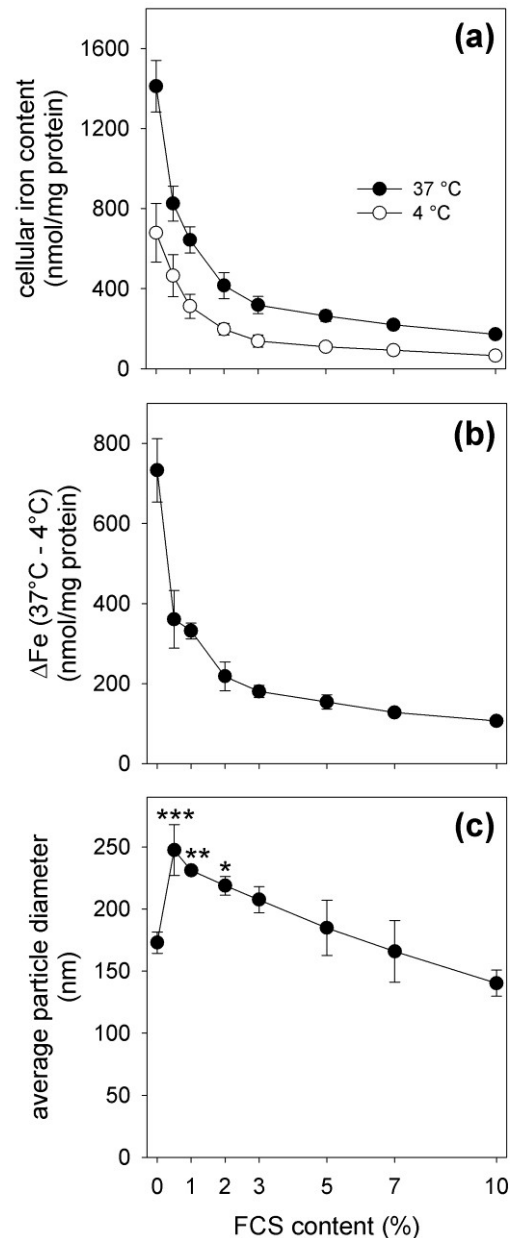 (a)
cellular iron content
(nmol/mg protein)
1600
1200
800
400
0
37 °C
4 °C
(b)
ΔFe (37°C - 4°C)
(nmol/mg protein)
800
600
400
200
0
(c)
average particle diameter
(nm)
250
200
150
100
50
0
***
**
*
0 1 2 3 5 7 10
FCS content (%)